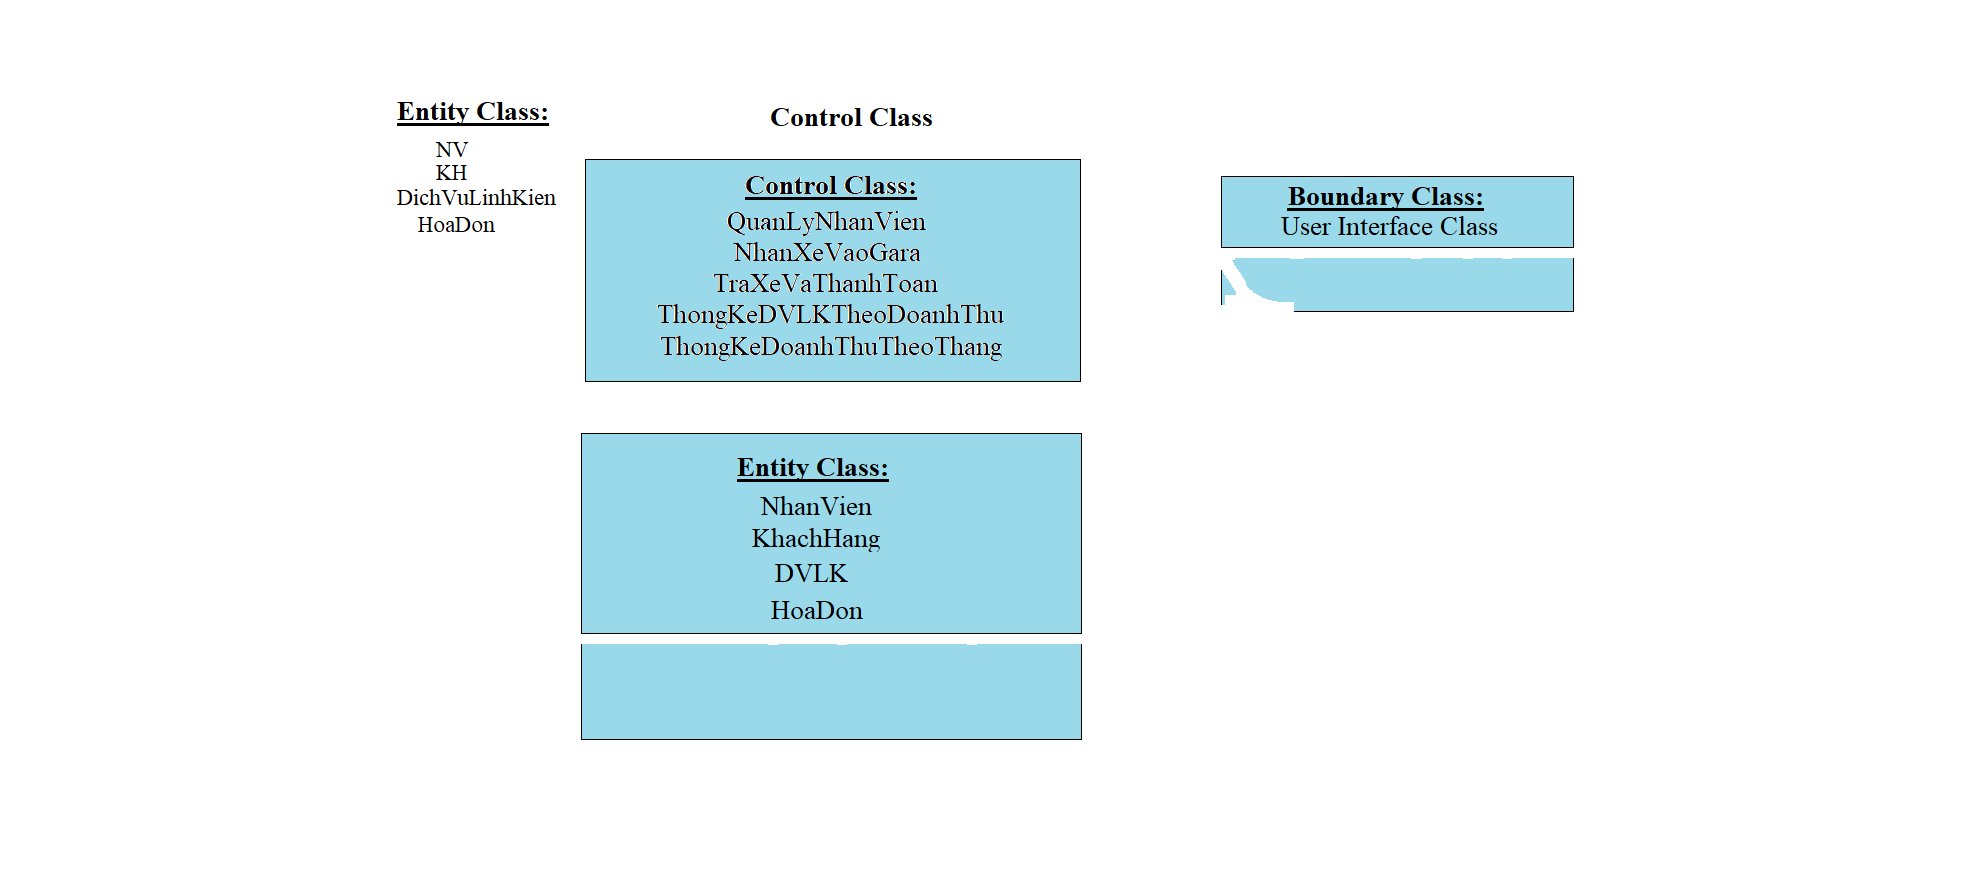 Entity Class:
NV
KH
DichVuLinhKien
HoaDon
Control Class
Control Class:
QuanLyNhanVien
NhanXeVaoGara
TraXeVaThanhToan
ThongKeDVLKTheoDoanhThu
ThongKeDoanhThuTheoThang
Boundary Class:
User Interface Class
Entity Class:
NhanVien
KhachHang
DVLK
HoaDon